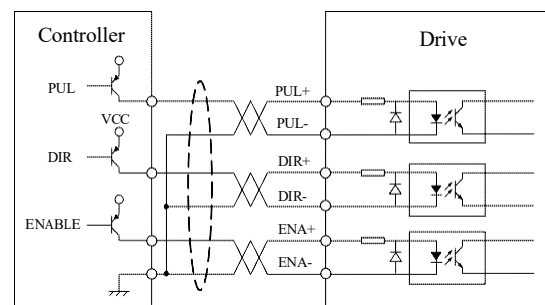 Controller
Drive
PUL
PUL+
PUL-
VCC
DIR
DIR+
DIR-
ENABLE
ENA+
ENA-